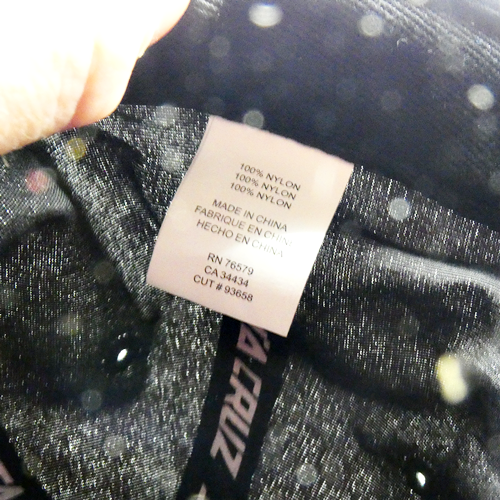 100% NYLON
100% NYLON
100% NYLON
MADE IN CHINA
FABRIQUE EN CHINE
HECHO EN CHINA
RN 76579
CA 34434
CUT # 93658
CRUZ